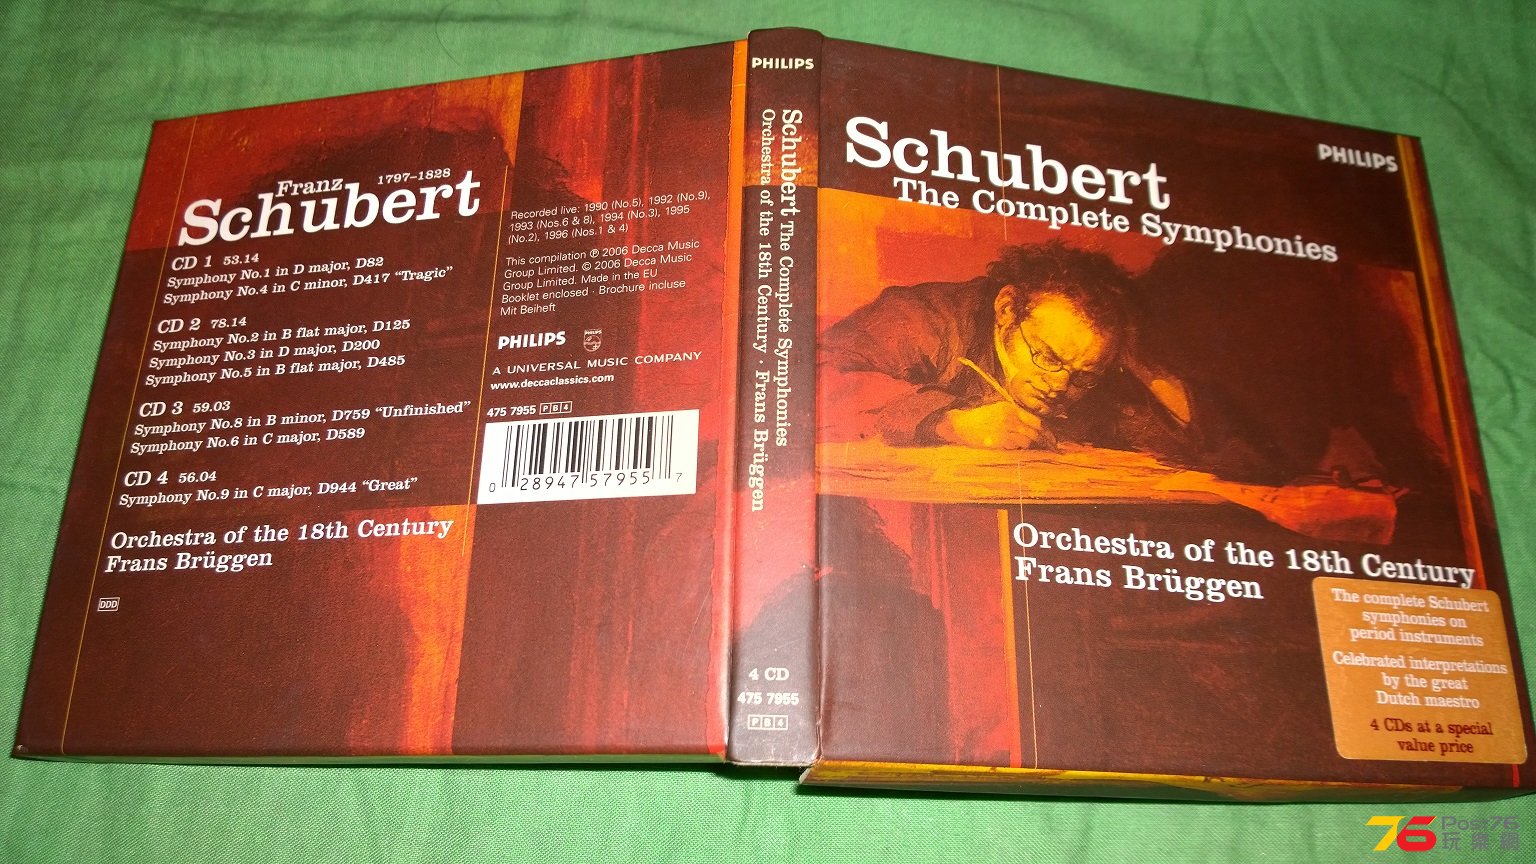 Franz
1797–1828
Schubert
CD 1 53.14
Symphony No.1 in D major, D82
Symphony No.4 in C minor, D417 “Tragic”
CD 2 78.14
Symphony No.2 in B flat major, D125
Symphony No.3 in D major, D200
Symphony No.5 in B flat major, D485
CD 3 59.03
Symphony No.8 in B minor, D759 “Unfinished”
Symphony No.6 in C major, D589
CD 4 56.04
Symphony No.9 in C major, D944 “Great”
Orchestra of the 18th Century
Frans Brüggen
DDD
Recorded live: 1990 (No.5), 1992 (No.9),
1993 (Nos.6 & 8), 1994 (No.3), 1995
(No.2), 1996 (Nos.1 & 4)
This compilation ℗ 2006 Decca Music
Group Limited. © 2006 Decca Music
Group Limited. Made in the EU
Booklet enclosed · Brochure incluse
Mit Beiheft
PHILIPS
PHILIPS
A UNIVERSAL MUSIC COMPANY
www.deccaclassics.com
475 7955 PB4
0 28947 57955 7
PHILIPS
Schubert The Complete Symphonies
Orchestra of the 18th Century · Frans Brüggen
4 CD
475 7955
PB4
PHILIPS
Schubert
The Complete Symphonies
Orchestra of the 18th Century
Frans Brüggen
The complete Schubert
symphonies on
period instruments
Celebrated interpretations
by the great
Dutch maestro
4 CDs at a special
value price
76 Post76
玩樂網